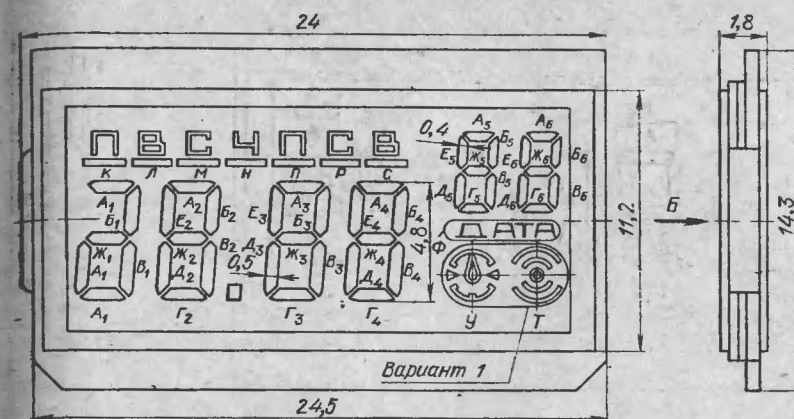 24
1,8
П В С Ч П С В
К Л М Н П Р С
А₅ А₆
0,4 Б₅
Е₅ Ж₅ Е₆ Ж₆ Б₆
Д₅ Г₅ В₅ Д₆ Г₆ В₆
А₁ А₂ А₃ А₄
Б₁ Е₂ Б₂ Е₃ Б₃ Е₄ Б₄
4,8
Ф ДАТА
Ж₁ Ж₂ В₂ Д₃ Ж₃ Ж₄
А₁ В₁ Д₂ 0,5 В₃ Д₄ В₄
А₁ Г₂ Г₃ Г₄
У Т
Вариант 1
11,2
Б
14,3
24,5